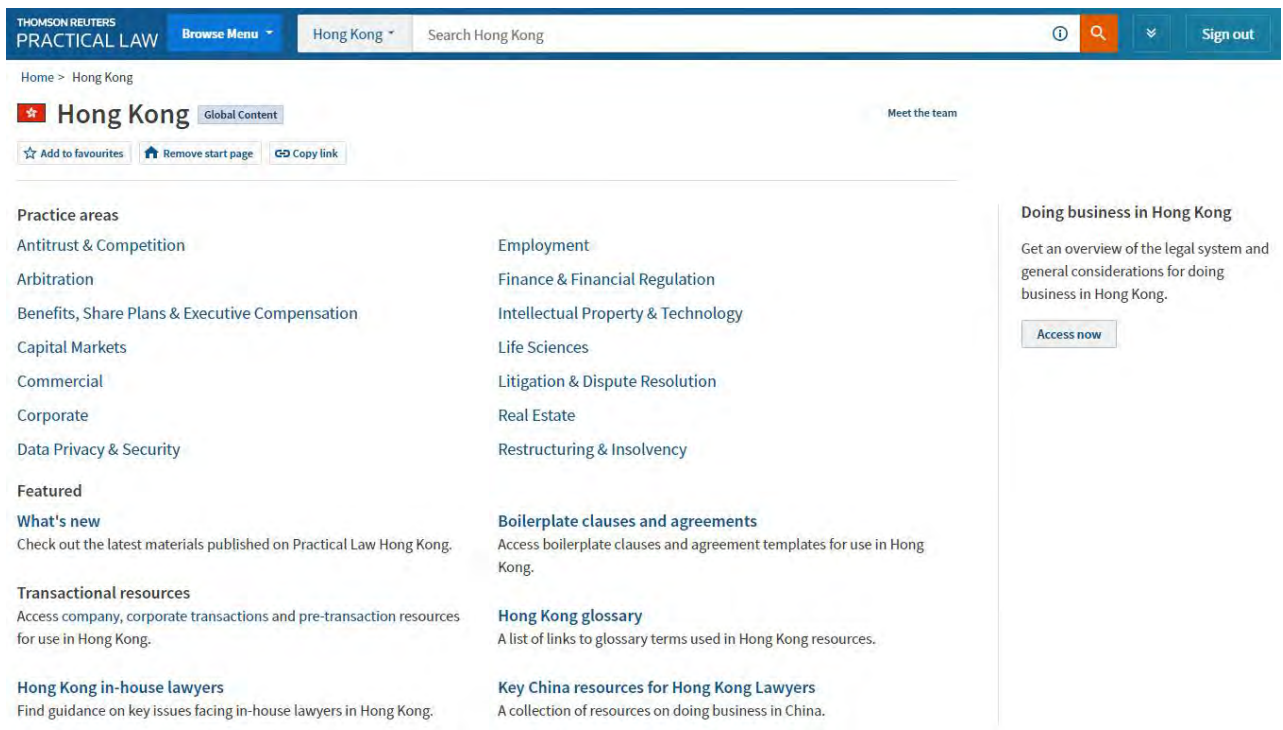 THOMSON REUTERS
PRACTICAL LAW
Browse Menu
Hong Kong
Search Hong Kong
Sign out
Home > Hong Kong
Hong Kong
Global Content
Meet the team
Add to favourites
Remove start page
Copy link
Practice areas
Antitrust & Competition
Arbitration
Benefits, Share Plans & Executive Compensation
Capital Markets
Commercial
Corporate
Data Privacy & Security
Employment
Finance & Financial Regulation
Intellectual Property & Technology
Life Sciences
Litigation & Dispute Resolution
Real Estate
Restructuring & Insolvency
Featured
What's new
Check out the latest materials published on Practical Law Hong Kong.
Transactional resources
Access company, corporate transactions and pre-transaction resources
for use in Hong Kong.
Hong Kong in-house lawyers
Find guidance on key issues facing in-house lawyers in Hong Kong.
Boilerplate clauses and agreements
Access boilerplate clauses and agreement templates for use in Hong
Kong.
Hong Kong glossary
A list of links to glossary terms used in Hong Kong resources.
Key China resources for Hong Kong Lawyers
A collection of resources on doing business in China.
Doing business in Hong Kong
Get an overview of the legal system and
general considerations for doing
business in Hong Kong.
Access now